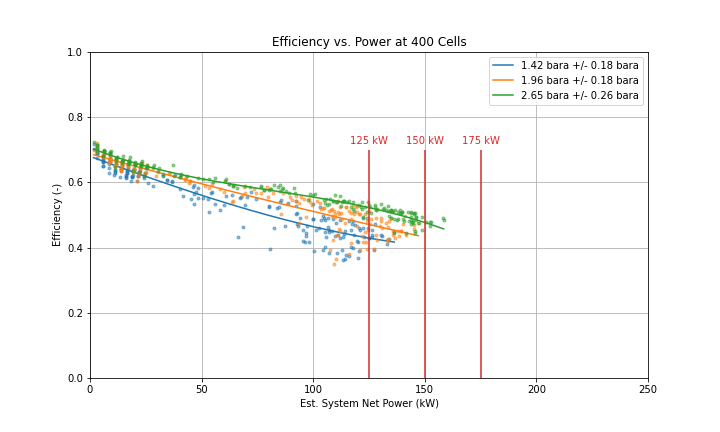 Efficiency vs. Power at 400 Cells
1.0
0.8
0.6
0.4
0.2
0.0
Efficiency (-)
1.42 bara +/- 0.18 bara
1.96 bara +/- 0.18 bara
2.65 bara +/- 0.26 bara
125 kW 150 kW 175 kW
0 50 100 150 200 250
Est. System Net Power (kW)